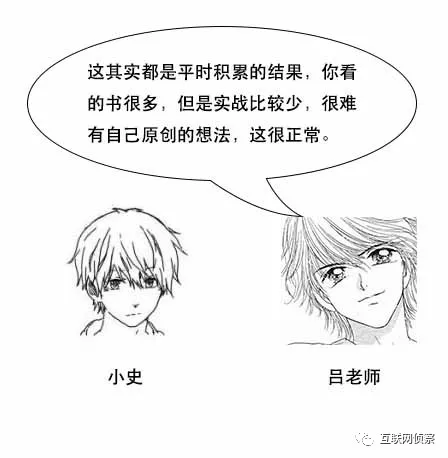 这其实都是平时积累的结果，你看
的书很多，但是实战比较少，很难
有自己原创的想法，这很正常。
小史
吕老师
互联网侦察